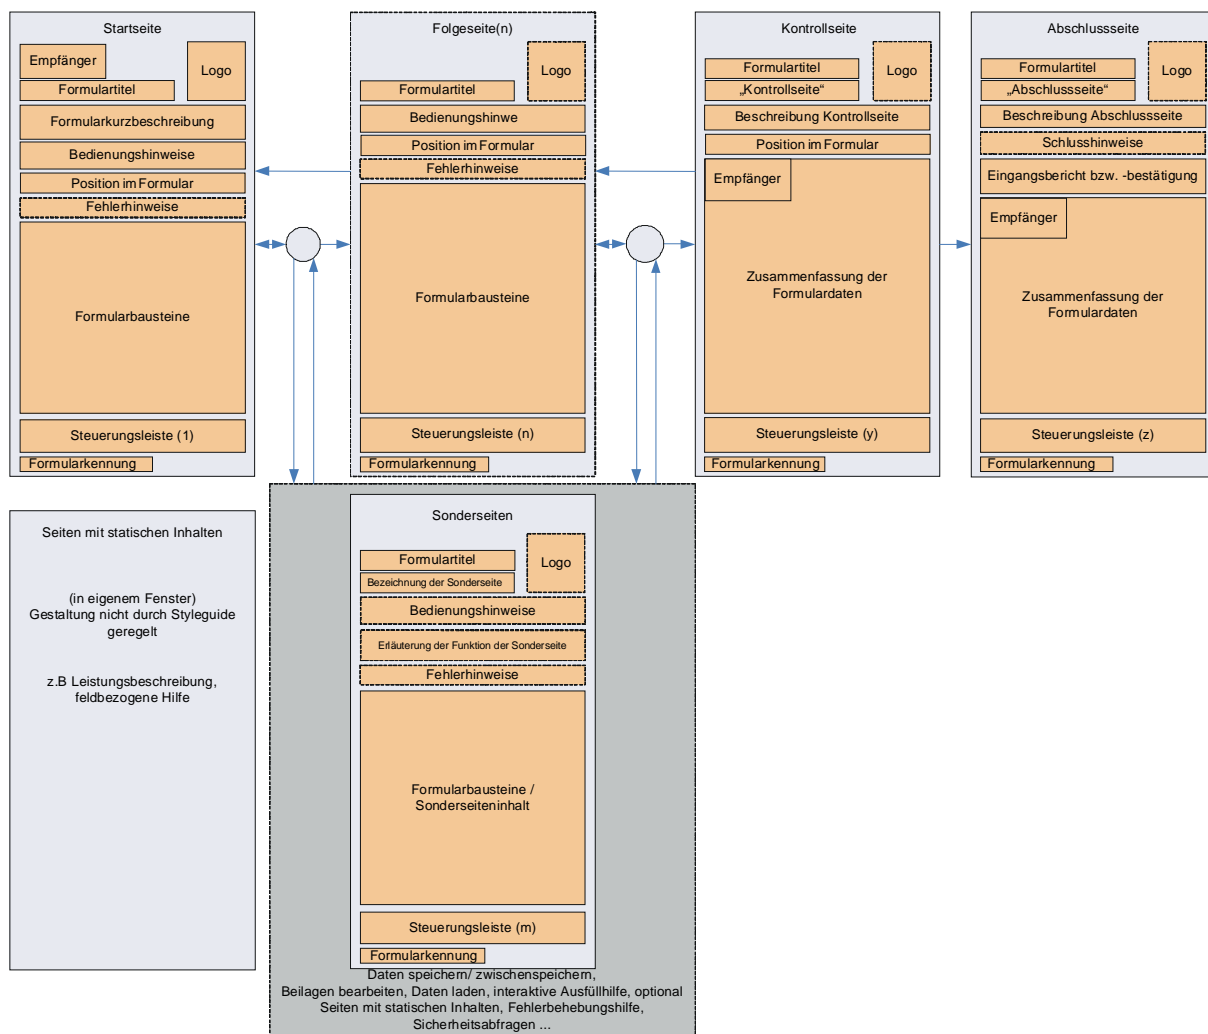 Startseite
Empfänger
Logo
Formulartitel
Formularkurzbeschreibung
Bedienungshinweise
Position im Formular
Fehlerhinweise
Formularbausteine
Steuerungsleiste (1)
Formularkennung
Folgeseite(n)
Logo
Formulartitel
Bedienungshinwe
Position im Formular
Fehlerhinweise
Formularbausteine
Steuerungsleiste (n)
Formularkennung
Kontrollseite
Formulartitel
Logo
„Kontrollseite“
Beschreibung Kontrollseite
Position im Formular
Empfänger
Zusammenfassung der
Formulardaten
Steuerungsleiste (y)
Formularkennung
Abschlussseite
Formulartitel
Logo
„Abschlussseite“
Beschreibung Abschlussseite
Schlusshinweise
Eingangsbericht bzw. -bestätigung
Empfänger
Zusammenfassung der
Formulardaten
Steuerungsleiste (z)
Formularkennung
Seiten mit statischen Inhalten
(in eigenem Fenster)
Gestaltung nicht durch Styleguide
geregelt
z.B Leistungsbeschreibung,
feldbezogene Hilfe
Sonderseiten
Formulartitel
Logo
Bezeichnung der Sonderseite
Bedienungshinweise
Erläuterung der Funktion der Sonderseite
Fehlerhinweise
Formularbausteine /
Sonderseiteninhalt
Steuerungsleiste (m)
Formularkennung
Daten speichern/ zwischenspeichern,
Beilagen bearbeiten, Daten laden, interaktive Ausfüllhilfe, optional
Seiten mit statischen Inhalten, Fehlerbehebungshilfe,
Sicherheitsabfragen ...